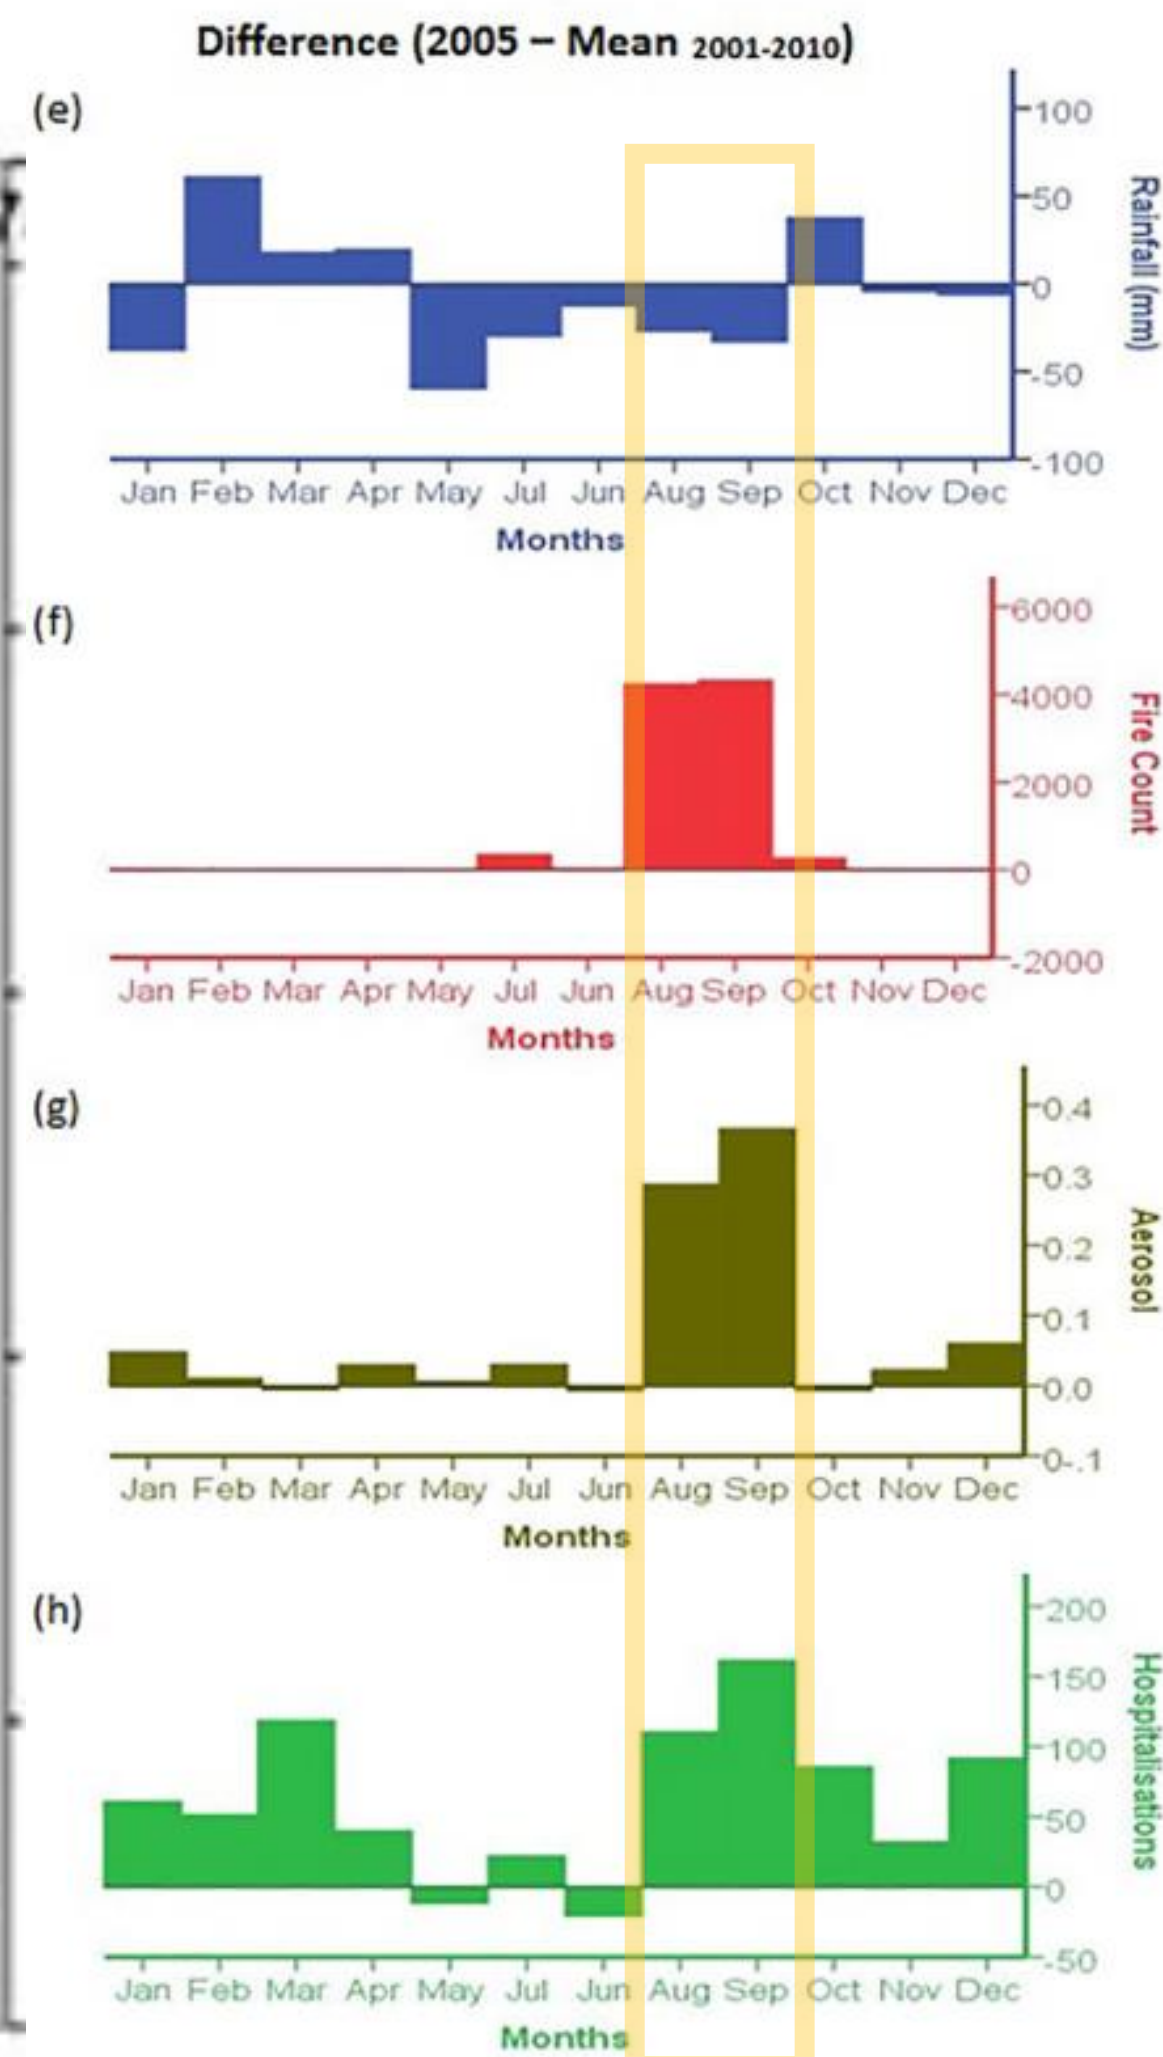 Difference (2005 – Mean 2001-2010)
(e)
100
50
0
-50
-100
Rainfall (mm)
Jan Feb Mar Apr May Jul Jun Aug Sep Oct Nov Dec
Months
(f)
6000
4000
2000
0
-2000
Fire Count
Jan Feb Mar Apr May Jul Jun Aug Sep Oct Nov Dec
Months
(g)
0.4
0.3
0.2
0.1
0.0
0-.1
Aerosol
Jan Feb Mar Apr May Jul Jun Aug Sep Oct Nov Dec
Months
(h)
200
150
100
50
0
-50
Hospitalisations
Jan Feb Mar Apr May Jul Jun Aug Sep Oct Nov Dec
Months